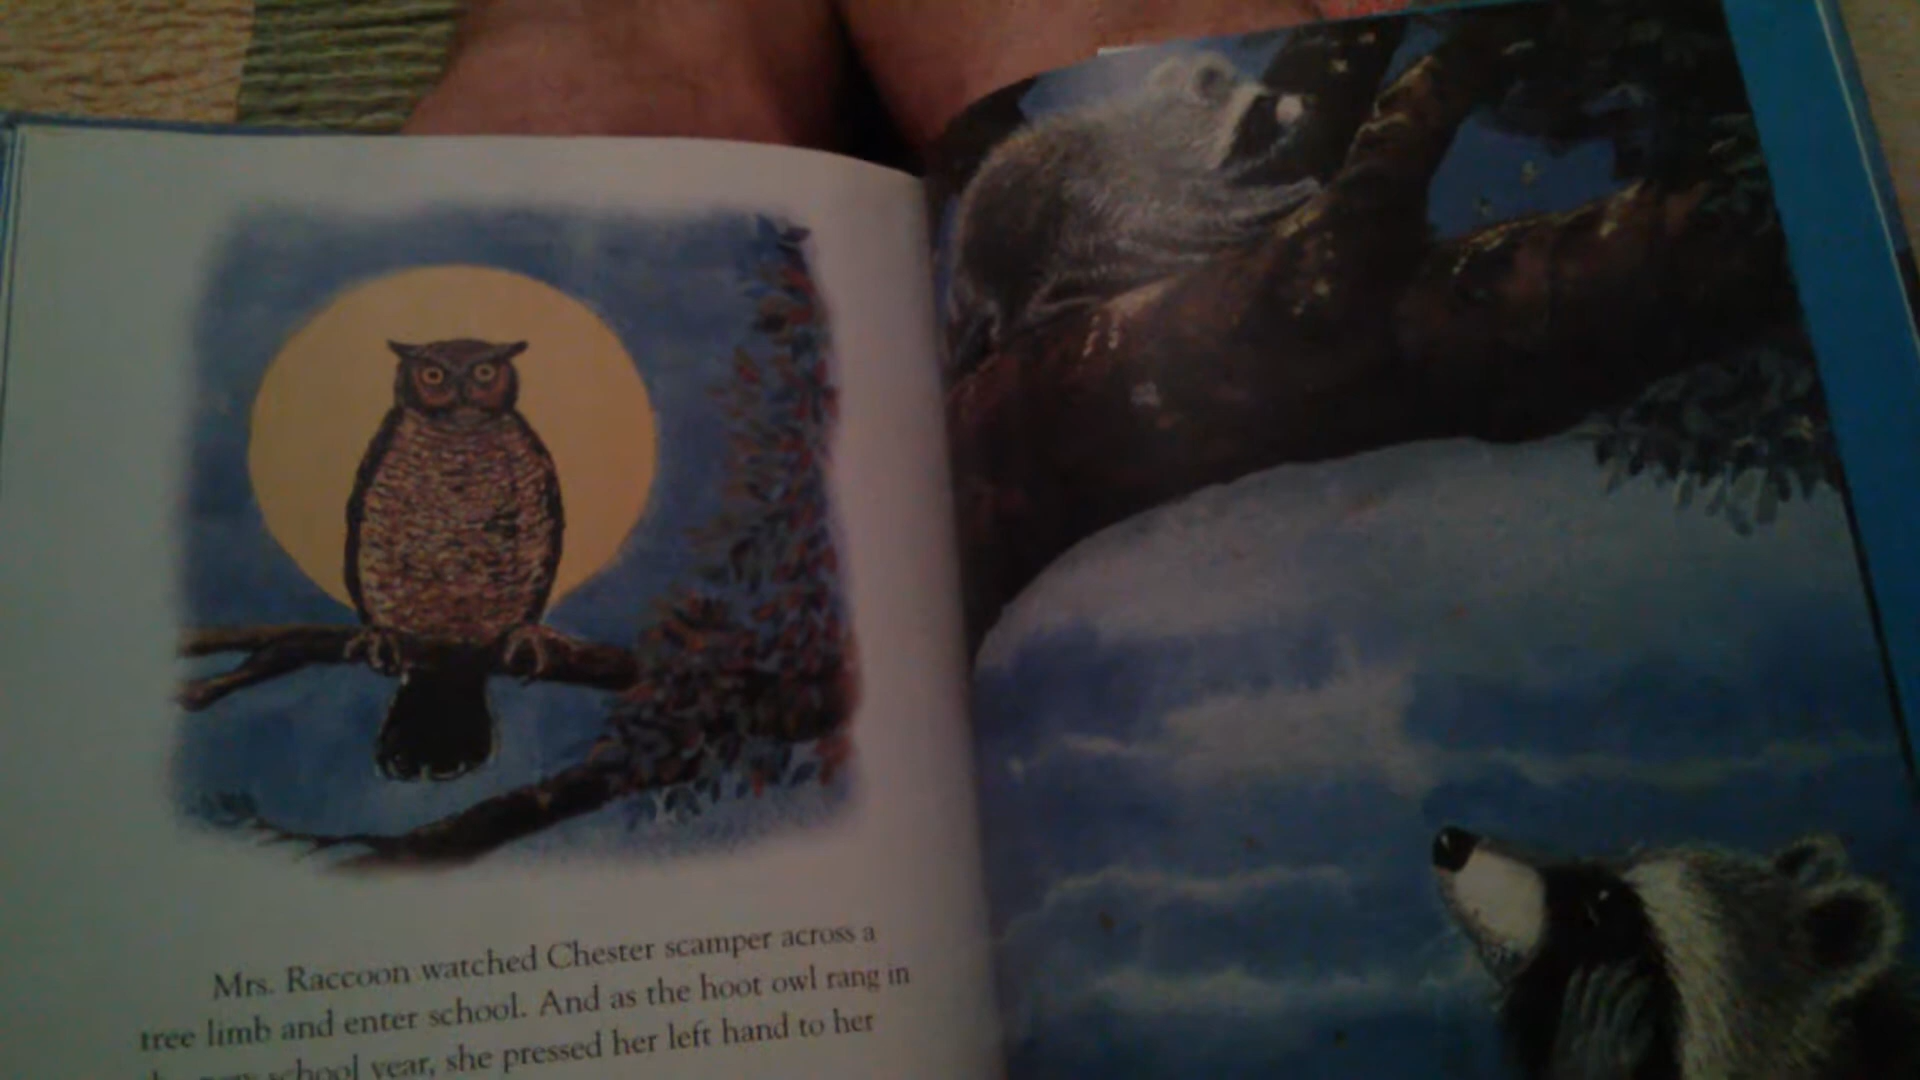 Mrs. Raccoon watched Chester scamper across a
tree limb and enter school. And as the hoot owl rang in
school year, she pressed her left hand to her